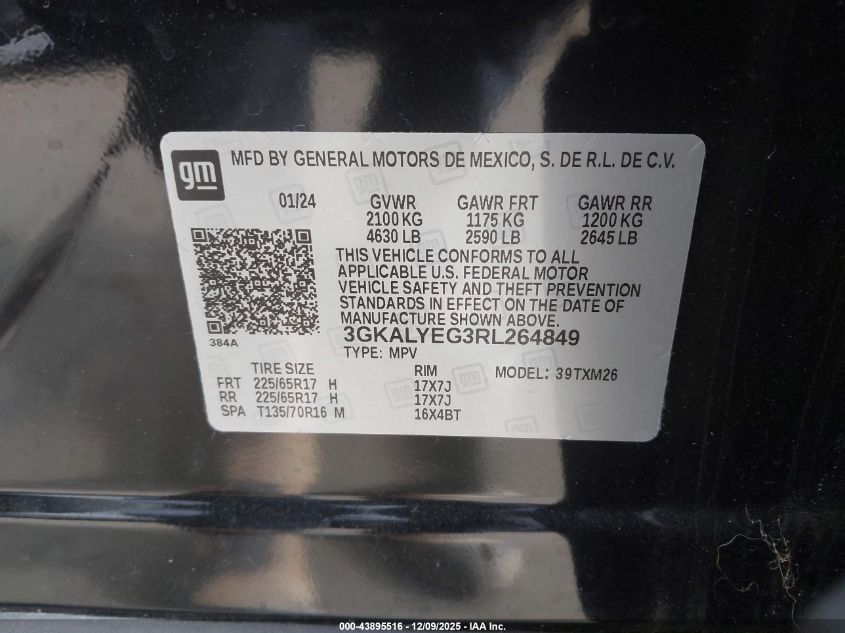 gm
MFD BY GENERAL MOTORS DE MEXICO, S. DE R.L. DE C.V.
01/24 GVWR GAWR FRT GAWR RR
2100 KG 1175 KG 1200 KG
4630 LB 2590 LB 2645 LB
THIS VEHICLE CONFORMS TO ALL
APPLICABLE U.S. FEDERAL MOTOR
VEHICLE SAFETY AND THEFT PREVENTION
STANDARDS IN EFFECT ON THE DATE OF
MANUFACTURE SHOWN ABOVE.
384A
3GKALYEG3RL264849
TYPE: MPV
TIRE SIZE RIM MODEL: 39TXM26
FRT 225/65R17 H 17X7J
RR 225/65R17 H 17X7J
SPA T135/70R16 M 16X4BT
000-43895516 - 12/09/2025 - IAA Inc.